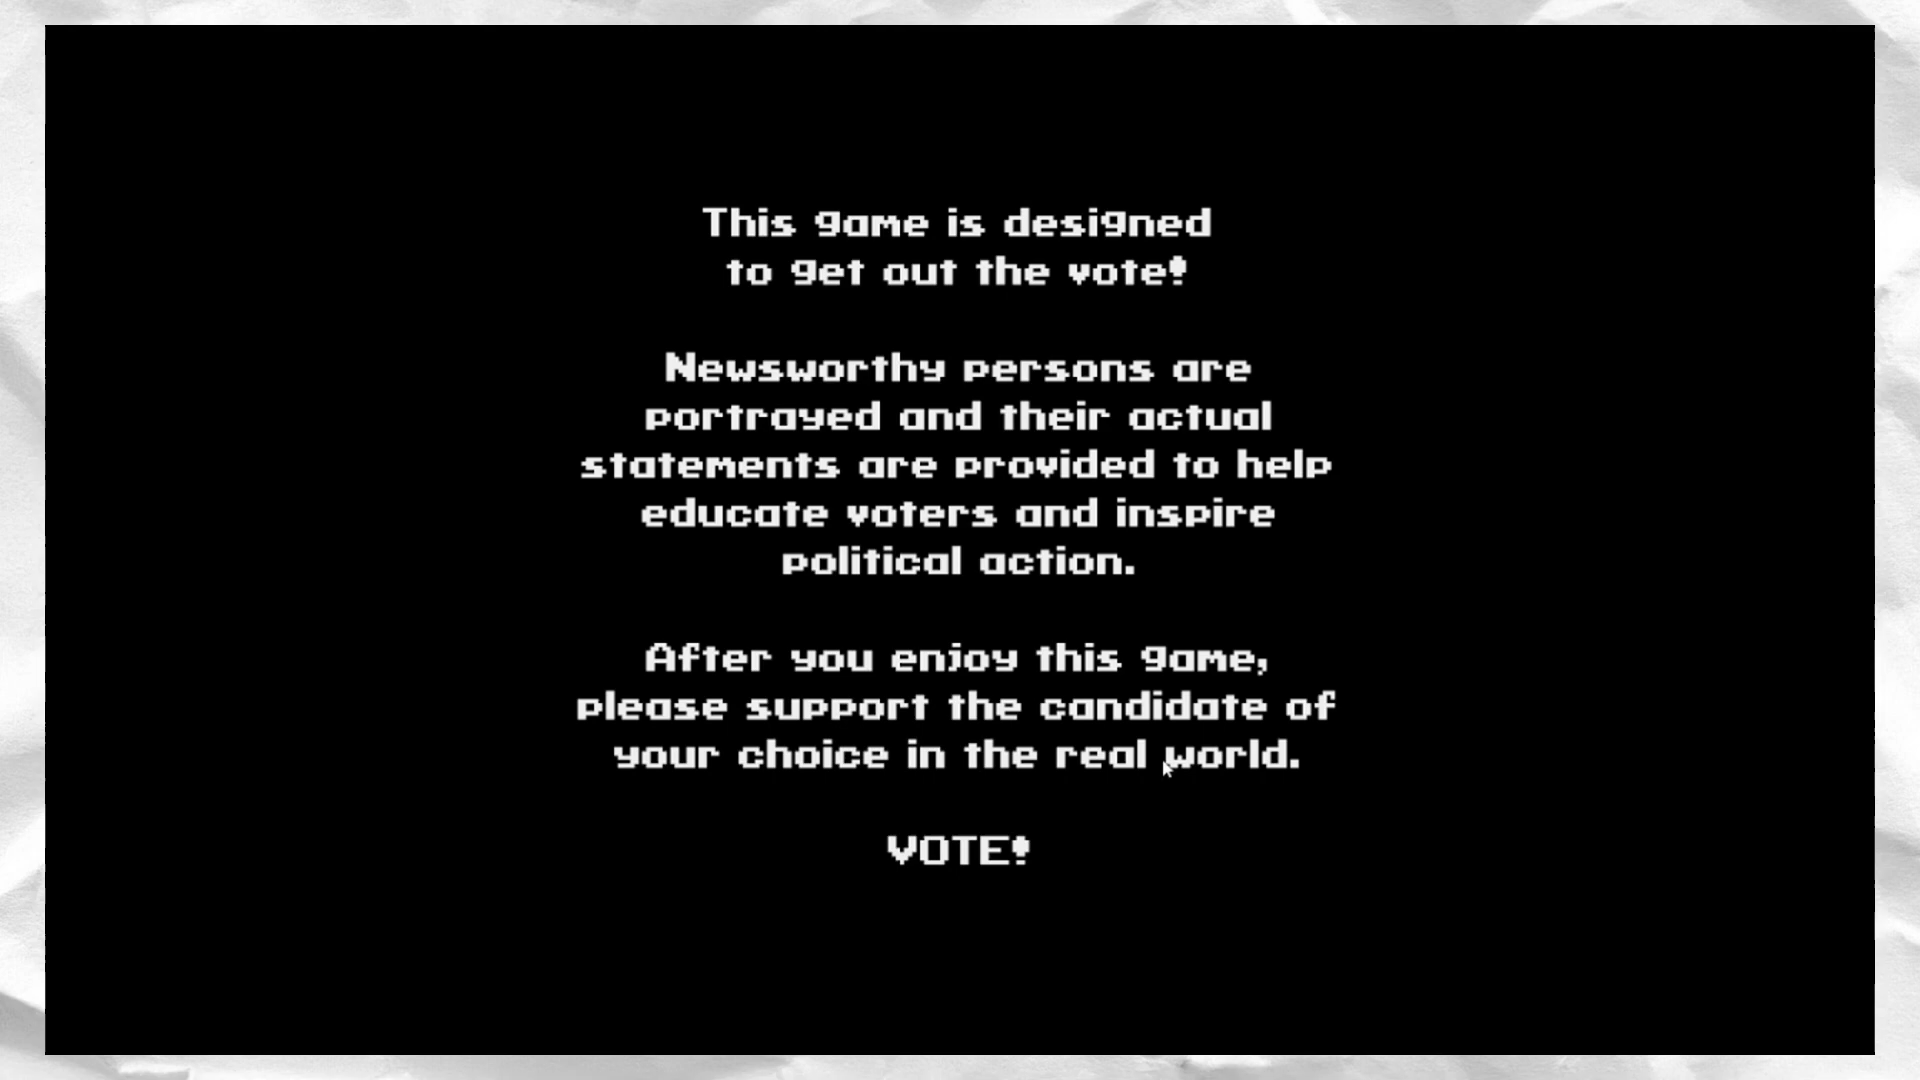 This game is designed
to get out the vote!
Newsworthy persons are
portrayed and their actual
statements are provided to help
educate voters and inspire
political action.
After you enjoy this game,
please support the candidate of
your choice in the real world.
VOTE!